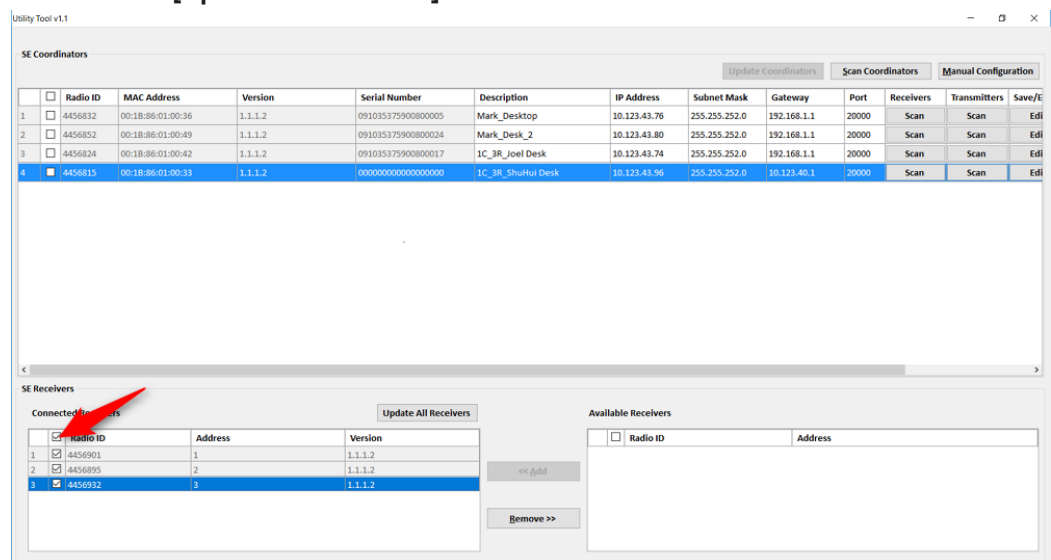 Utility Tool v1.1
SE Coordinators
Update Coordinators Scan Coordinators Manual Configuration
Radio ID MAC Address Version Serial Number Description IP Address Subnet Mask Gateway Port Receivers Transmitters Save/E
1 4456832 00:1B:86:01:00:36 1.1.1.2 091035375900800005 Mark_Desktop 10.123.43.76 255.255.252.0 192.168.1.1 20000 Scan Scan Edi
2 4456852 00:1B:86:01:00:49 1.1.1.2 091035375900800024 Mark_Desk_2 10.123.43.80 255.255.252.0 192.168.1.1 20000 Scan Scan Edi
3 4456824 00:1B:86:01:00:42 1.1.1.2 091035375900800017 1C_3R_Joel Desk 10.123.43.74 255.255.252.0 192.168.1.1 20000 Scan Scan Edi
4 4456815 00:1B:86:01:00:33 1.1.1.2 000000000000000000 1C_3R_ShuHui Desk 10.123.43.96 255.255.252.0 10.123.40.1 20000 Scan Scan Edi
SE Receivers
Connected Update All Receivers Available Receivers
Radio ID Address Version Radio ID Address
1 4456901 1 1.1.1.2
2 4456895 2 1.1.1.2
<< Add
3 4456932 3 1.1.1.2
Remove >>